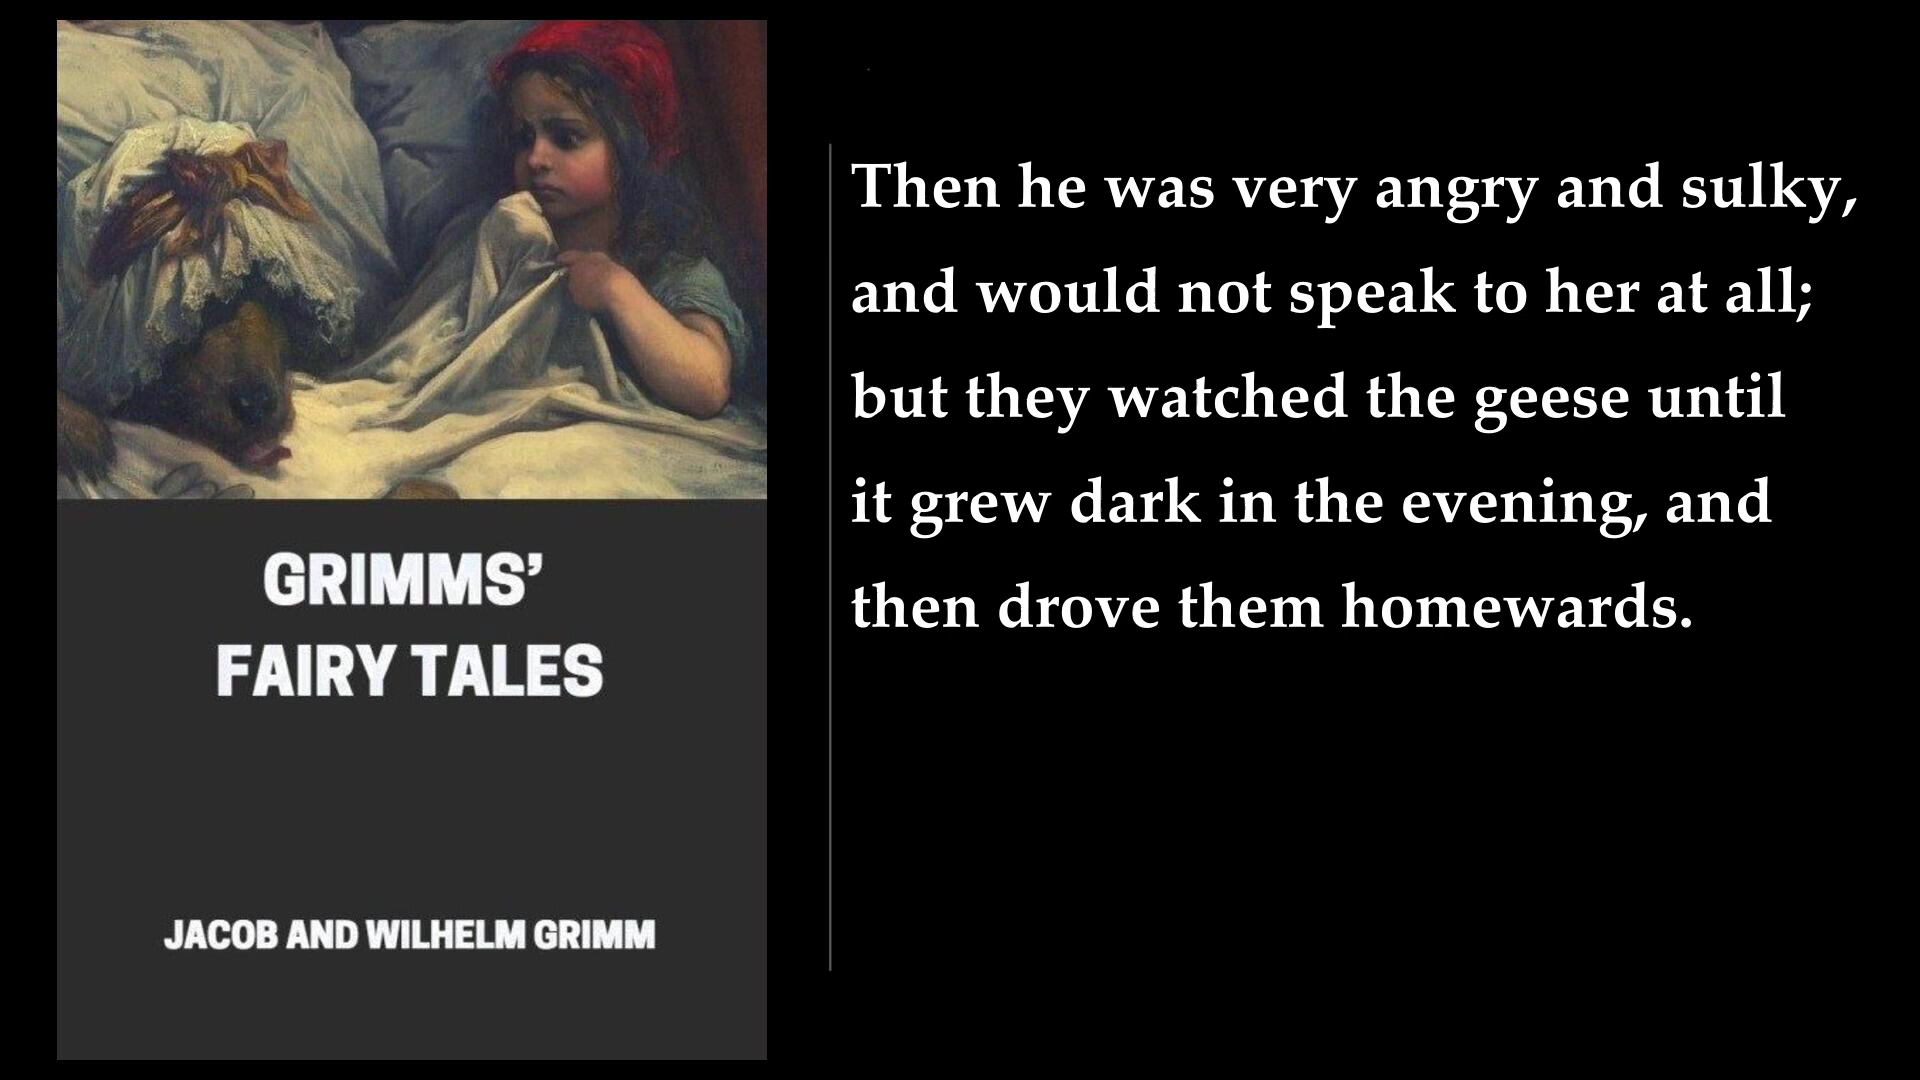 GRIMMS’
FAIRY TALES
JACOB AND WILHELM GRIMM
Then he was very angry and sulky,
and would not speak to her at all;
but they watched the geese until
it grew dark in the evening, and
then drove them homewards.